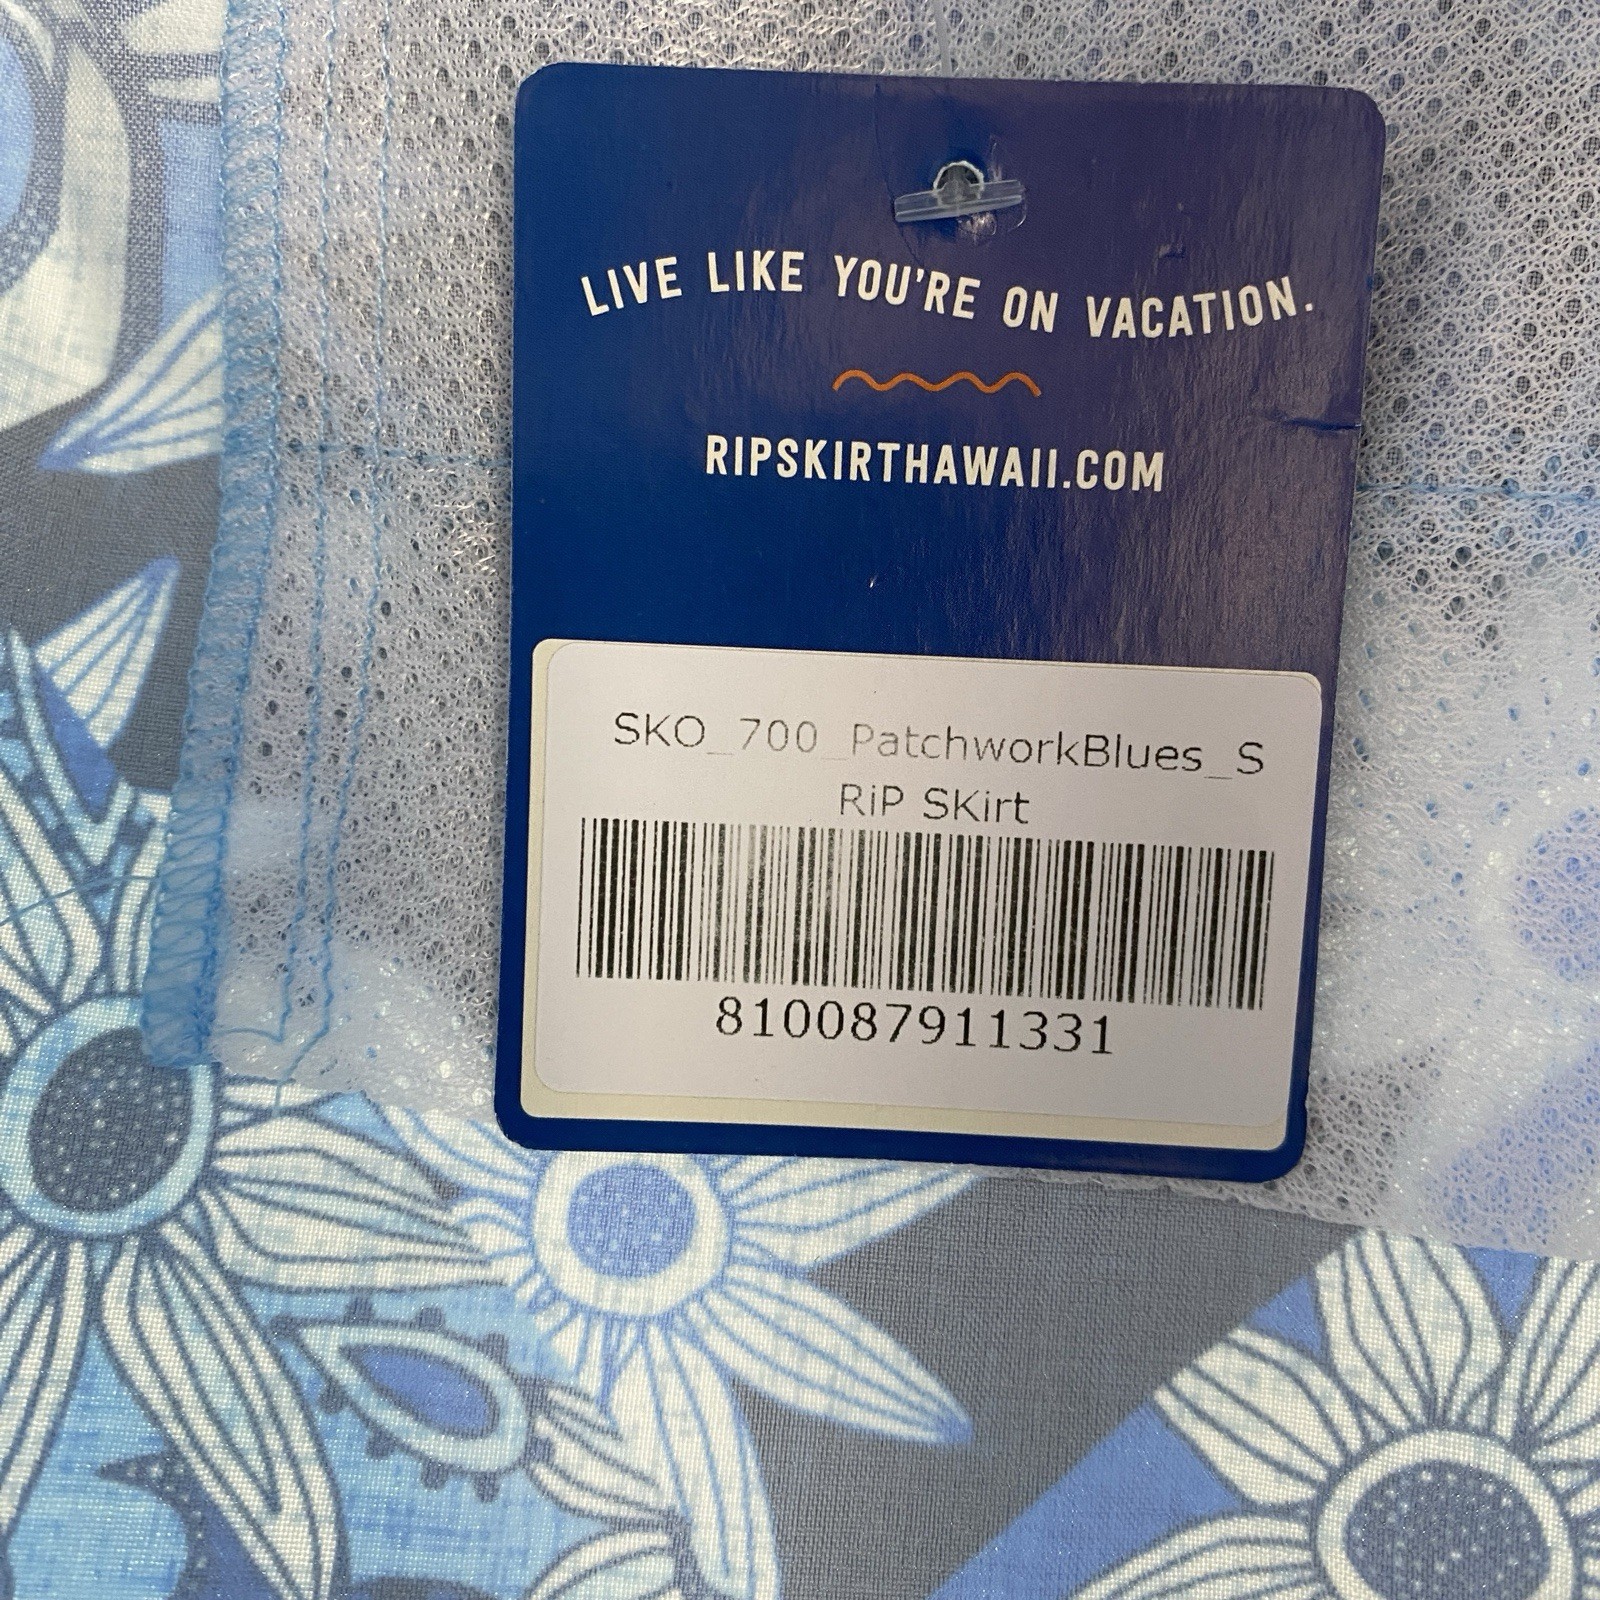 LIVE LIKE YOU'RE ON VACATION.
RIPSKIRTHAWAII.COM
SKO_700_PatchworkBlues_S
RiP SKirt
810087911331